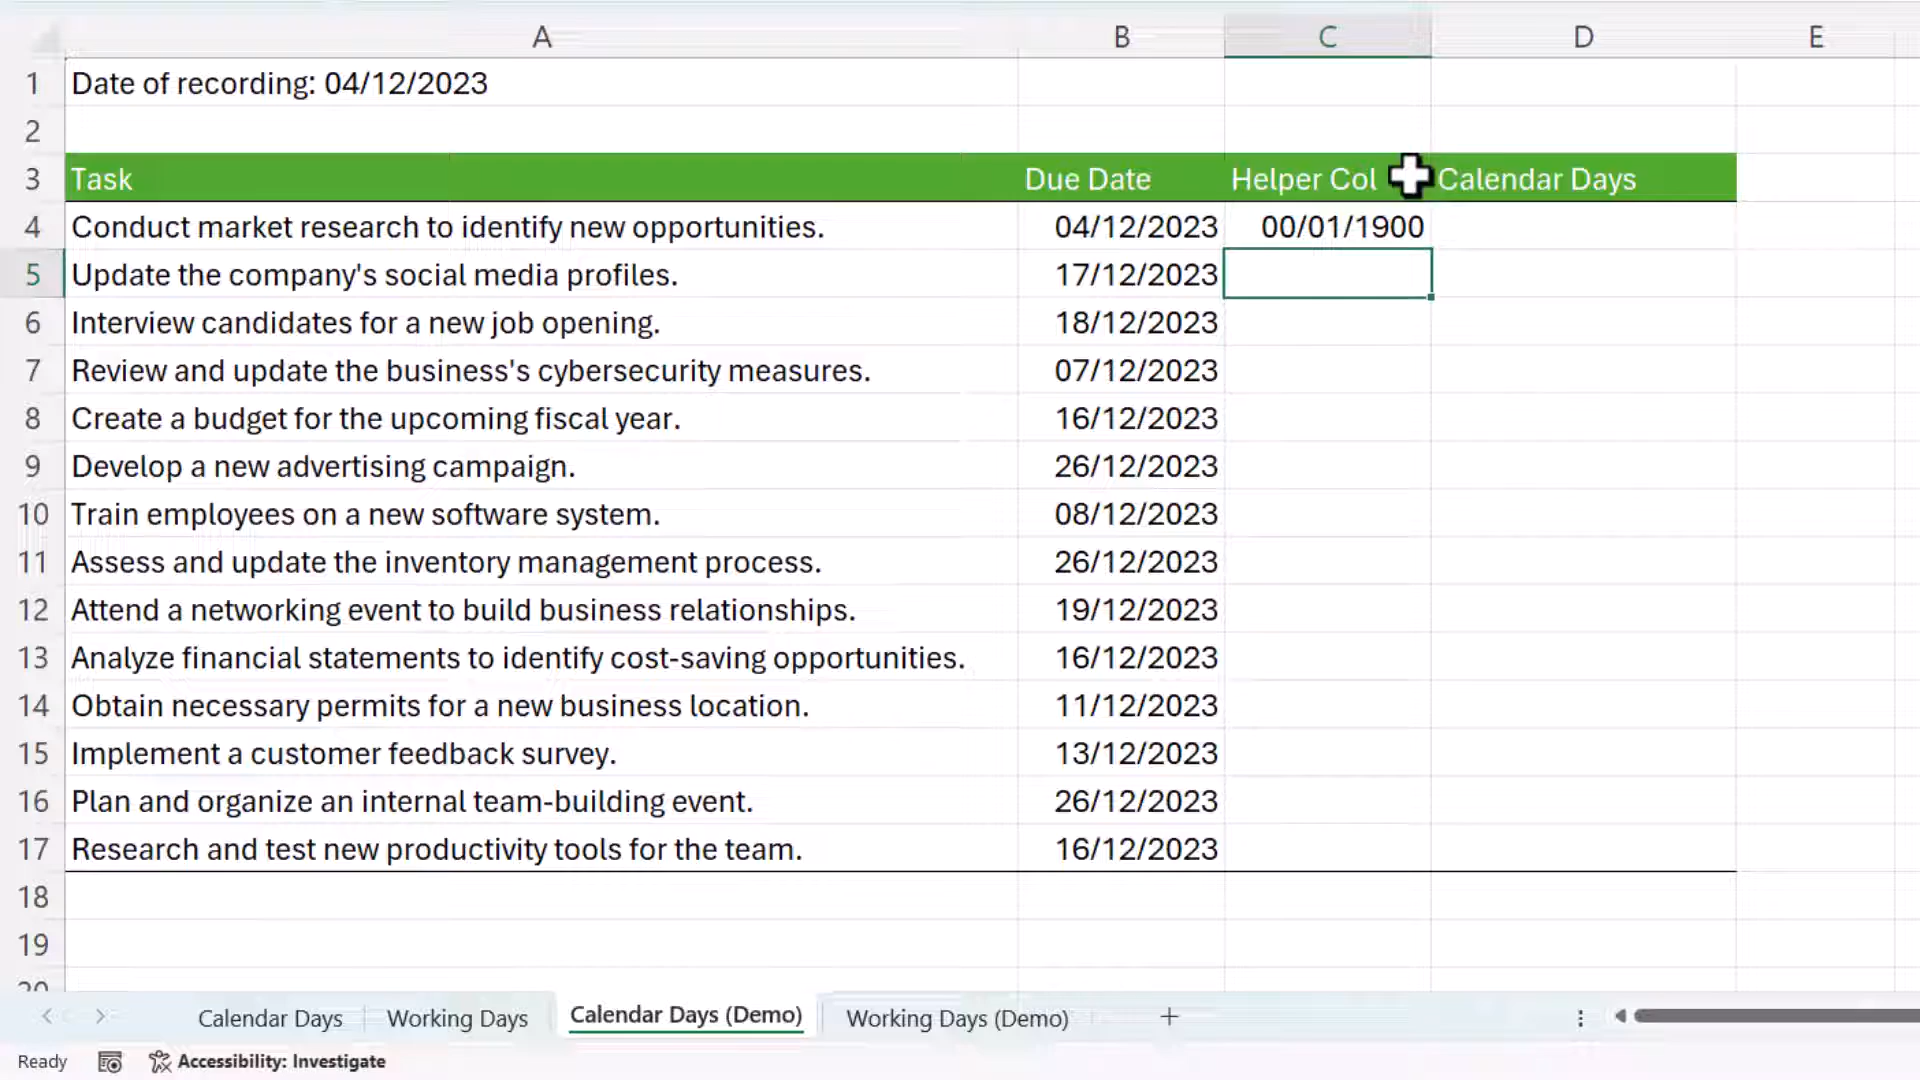 A B C D E
1 Date of recording: 04/12/2023
2
3 Task Due Date Helper Col Calendar Days
4 Conduct market research to identify new opportunities. 04/12/2023 00/01/1900
5 Update the company's social media profiles. 17/12/2023
6 Interview candidates for a new job opening. 18/12/2023
7 Review and update the business's cybersecurity measures. 07/12/2023
8 Create a budget for the upcoming fiscal year. 16/12/2023
9 Develop a new advertising campaign. 26/12/2023
10 Train employees on a new software system. 08/12/2023
11 Assess and update the inventory management process. 26/12/2023
12 Attend a networking event to build business relationships. 19/12/2023
13 Analyze financial statements to identify cost-saving opportunities. 16/12/2023
14 Obtain necessary permits for a new business location. 11/12/2023
15 Implement a customer feedback survey. 13/12/2023
16 Plan and organize an internal team-building event. 26/12/2023
17 Research and test new productivity tools for the team. 16/12/2023
18
19
20
Calendar Days Working Days Calendar Days (Demo) Working Days (Demo)
Ready Accessibility: Investigate